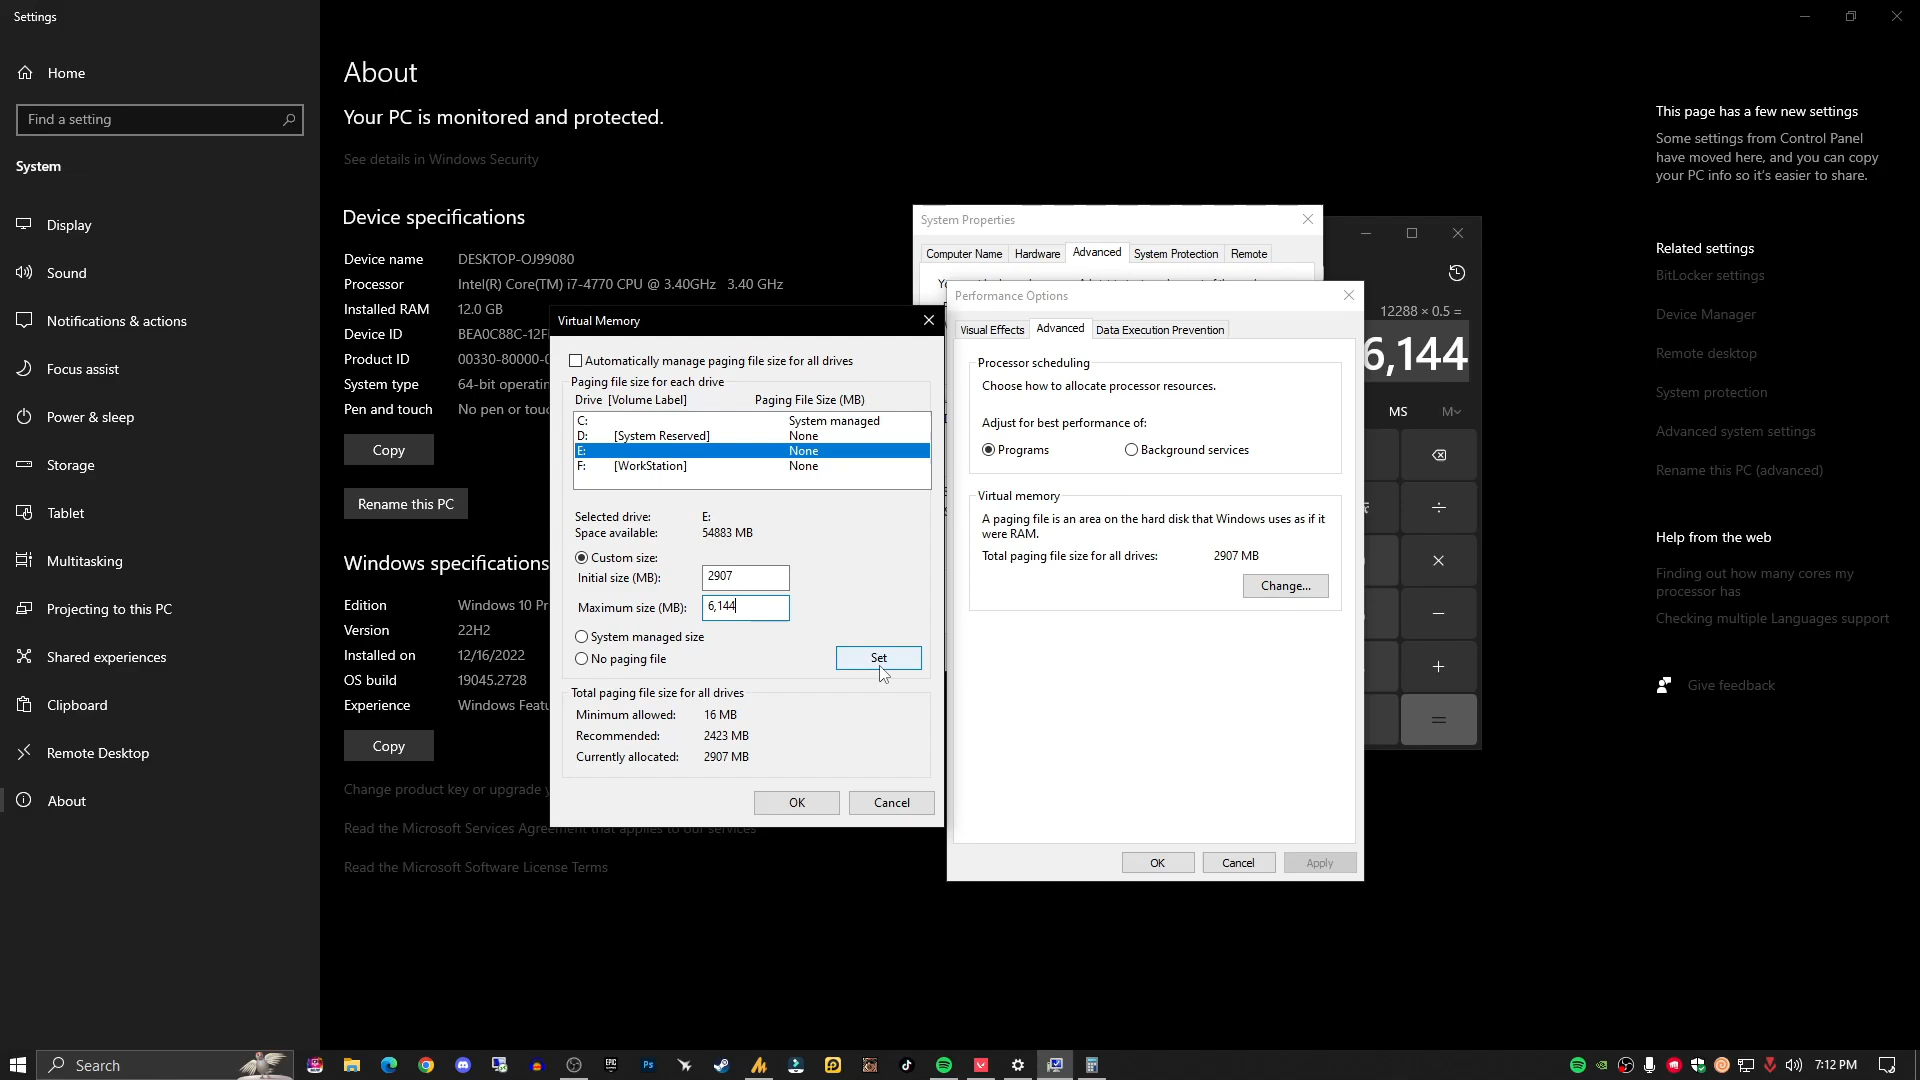 Settings
Home
Find a setting
System
Display
Sound
Notifications & actions
Focus assist
Power & sleep
Storage
Tablet
Multitasking
Projecting to this PC
Shared experiences
Clipboard
Remote Desktop
About
About
Your PC is monitored and protected.
See details in Windows Security
Device specifications
Device name DESKTOP-OJ99080
Processor Intel(R) Core(TM) i7-4770 CPU @ 3.40GHz 3.40 GHz
Installed RAM 12.0 GB
Device ID BEA0C88C-12F
Product ID 00330-80000-0
System type 64-bit operatin
Pen and touch No pen or tou
Copy
Rename this PC
Windows specifications
Edition Windows 10 Pr
Version 22H2
Installed on 12/16/2022
OS build 19045.2728
Experience Windows Featu
Copy
Change product key or upgrade y
Read the Microsoft Services Agreement that applies to our services
Read the Microsoft Software License Terms
Virtual Memory
Automatically manage paging file size for all drives
Paging file size for each drive
Drive [Volume Label] Paging File Size (MB)
C: System managed
D: [System Reserved] None
E: None
F: [WorkStation] None
Selected drive: E:
Space available: 54883 MB
Custom size:
Initial size (MB): 2907
Maximum size (MB): 6,144
System managed size
No paging file
Set
Total paging file size for all drives
Minimum allowed: 16 MB
Recommended: 2423 MB
Currently allocated: 2907 MB
OK Cancel
System Properties
Computer Name Hardware Advanced System Protection Remote
Performance Options
Visual Effects Advanced Data Execution Prevention
Processor scheduling
Choose how to allocate processor resources.
Adjust for best performance of:
Programs Background services
Virtual memory
A paging file is an area on the hard disk that Windows uses as if it
were RAM.
Total paging file size for all drives: 2907 MB
Change...
OK Cancel Apply
12288 × 0.5 =
6,144
MS M
÷
×
−
+
=
This page has a few new settings
Some settings from Control Panel
have moved here, and you can copy
your PC info so it's easier to share.
Related settings
BitLocker settings
Device Manager
Remote desktop
System protection
Advanced system settings
Rename this PC (advanced)
Help from the web
Finding out how many cores my
processor has
Checking multiple Languages support
Give feedback
Search
EPIC
Ps
7:12 PM